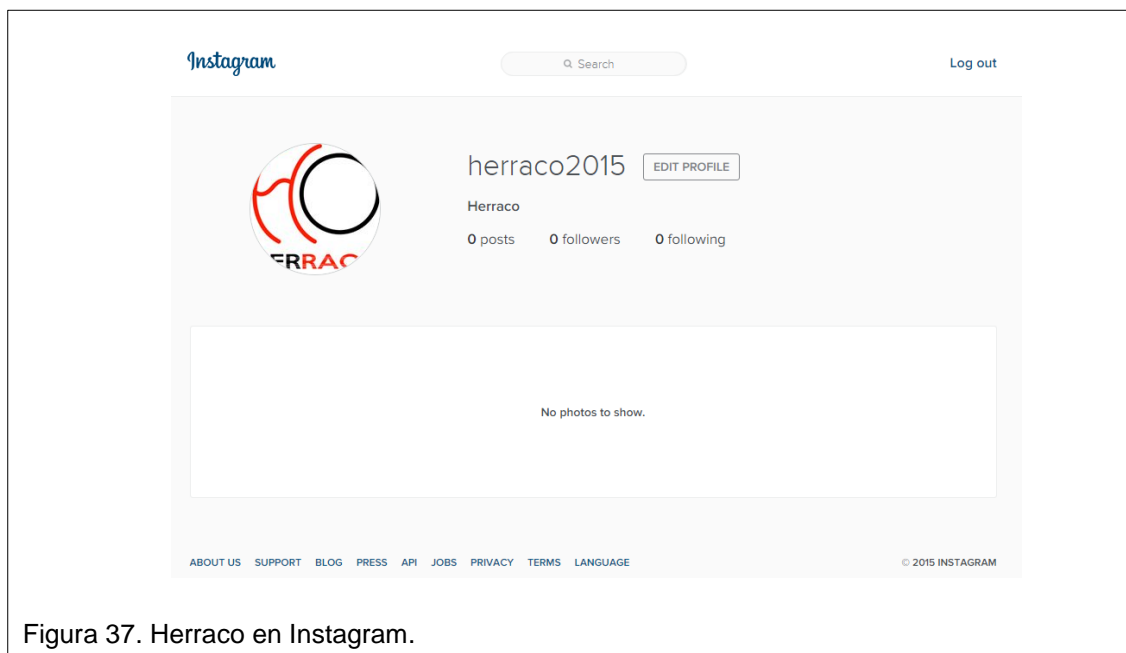 Instagram
Search
Log out
herraco2015 EDIT PROFILE
Herraco
0 posts 0 followers 0 following
ERRAC
No photos to show.
ABOUT US SUPPORT BLOG PRESS API JOBS PRIVACY TERMS LANGUAGE
© 2015 INSTAGRAM
Figura 37. Herraco en Instagram.